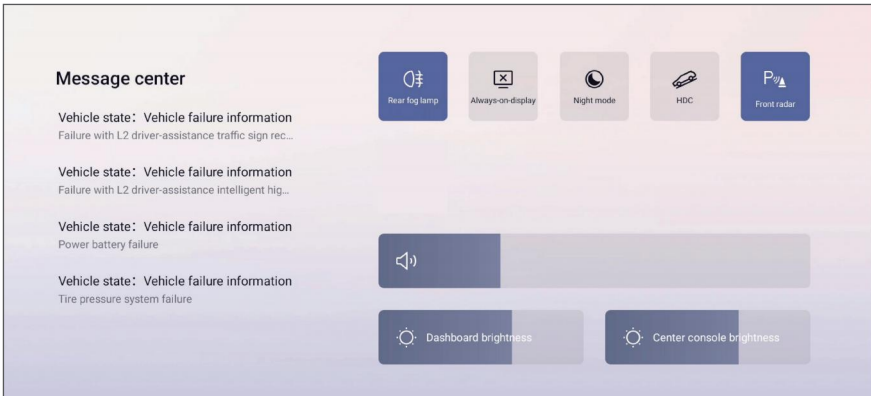 Message center
Vehicle state: Vehicle failure information
Failure with L2 driver-assistance traffic sign rec...
Vehicle state: Vehicle failure information
Failure with L2 driver-assistance intelligent hig...
Vehicle state: Vehicle failure information
Power battery failure
Vehicle state: Vehicle failure information
Tire pressure system failure
Rear fog lamp
Always-on-display
Night mode
HDC
P
Front radar
Dashboard brightness
Center console brightness